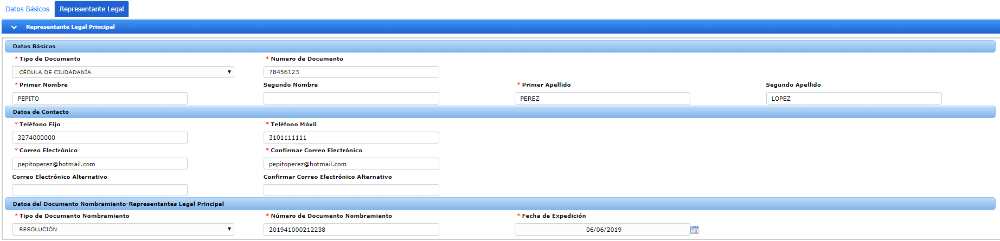 Datos Básicos Representante Legal
Representante Legal Principal
Datos Básicos
* Tipo de Documento * Numero de Documento
CÉDULA DE CIUDADANÍA 78456123
* Primer Nombre Segundo Nombre * Primer Apellido Segundo Apellido
PEPITO PEREZ LOPEZ
Datos de Contacto
* Teléfono Fíjo * Teléfono Móvil
3274000000 3101111111
* Correo Electrónico * Confirmar Correo Electrónico
pepitoperez@hotmail.com pepitoperez@hotmail.com
Correo Electrónico Alternativo Confirmar Correo Electrónico Alternativo
Datos del Documento Nombramiento-Representantes Legal Principal
* Tipo de Documento Nombramiento * Número de Documento Nombramiento * Fecha de Expedición
RESOLUCIÓN 201941000212238 06/06/2019